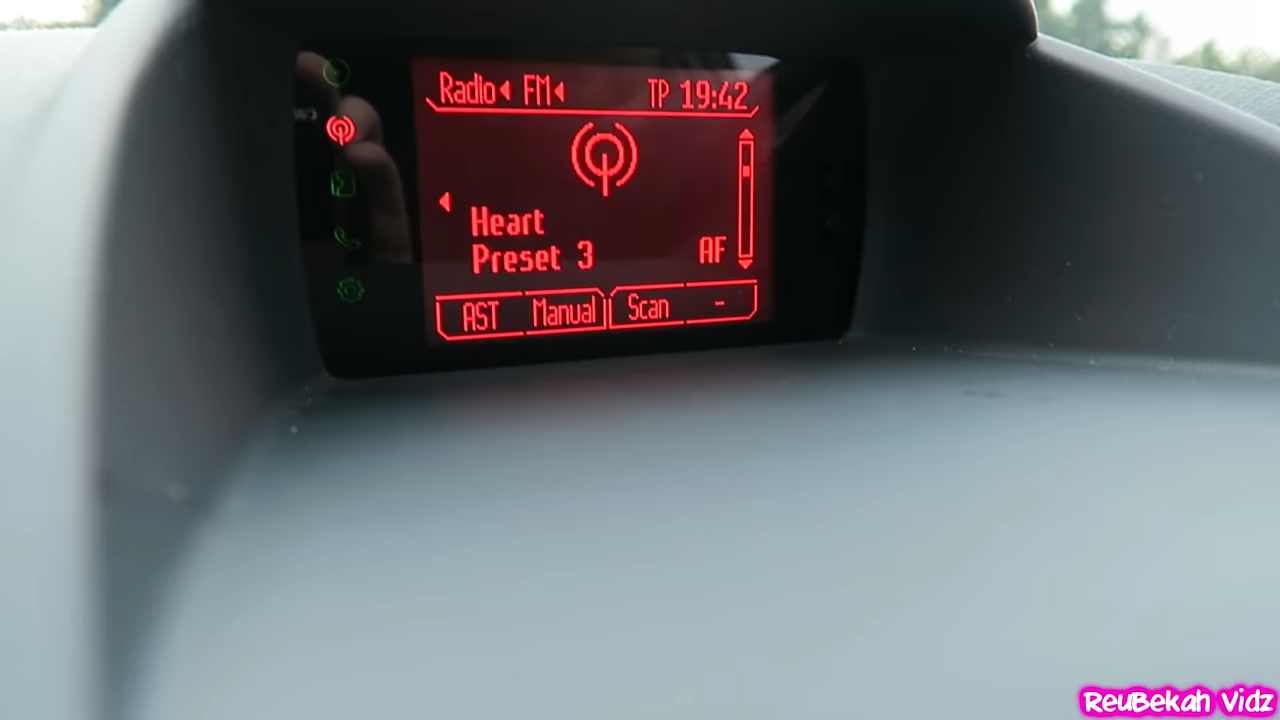 Radio FM TP 19:42
Heart
Preset 3 AF
AST Manual Scan -
ReuBekah Vidz